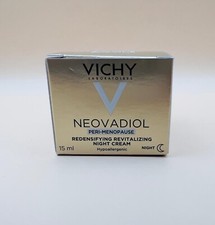 VICHY
LABORATOIRES
NEOVADIOL
PERI-MENOPAUSE
REDENSIFYING REVITALIZING
NIGHT CREAM
Hypoallergenic
15 ml
NIGHT